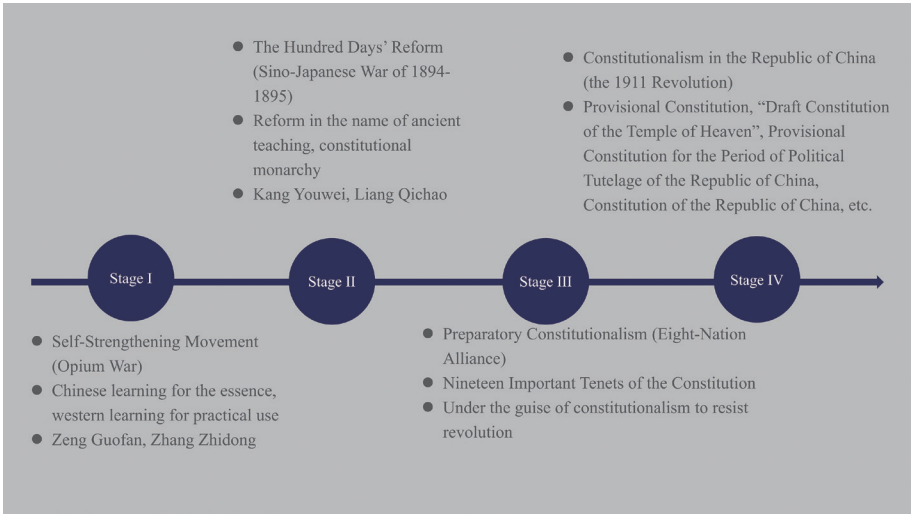 The Hundred Days’ Reform
(Sino-Japanese War of 1894-
1895)
Reform in the name of ancient
teaching, constitutional
monarchy
Kang Youwei, Liang Qichao
Constitutionalism in the Republic of China
(the 1911 Revolution)
Provisional Constitution, “Draft Constitution
of the Temple of Heaven”, Provisional
Constitution for the Period of Political
Tutelage of the Republic of China,
Constitution of the Republic of China, etc.
Stage I
Stage II
Stage III
Stage IV
Self-Strengthening Movement
(Opium War)
Chinese learning for the essence,
western learning for practical use
Zeng Guofan, Zhang Zhidong
Preparatory Constitutionalism (Eight-Nation
Alliance)
Nineteen Important Tenets of the Constitution
Under the guise of constitutionalism to resist
revolution